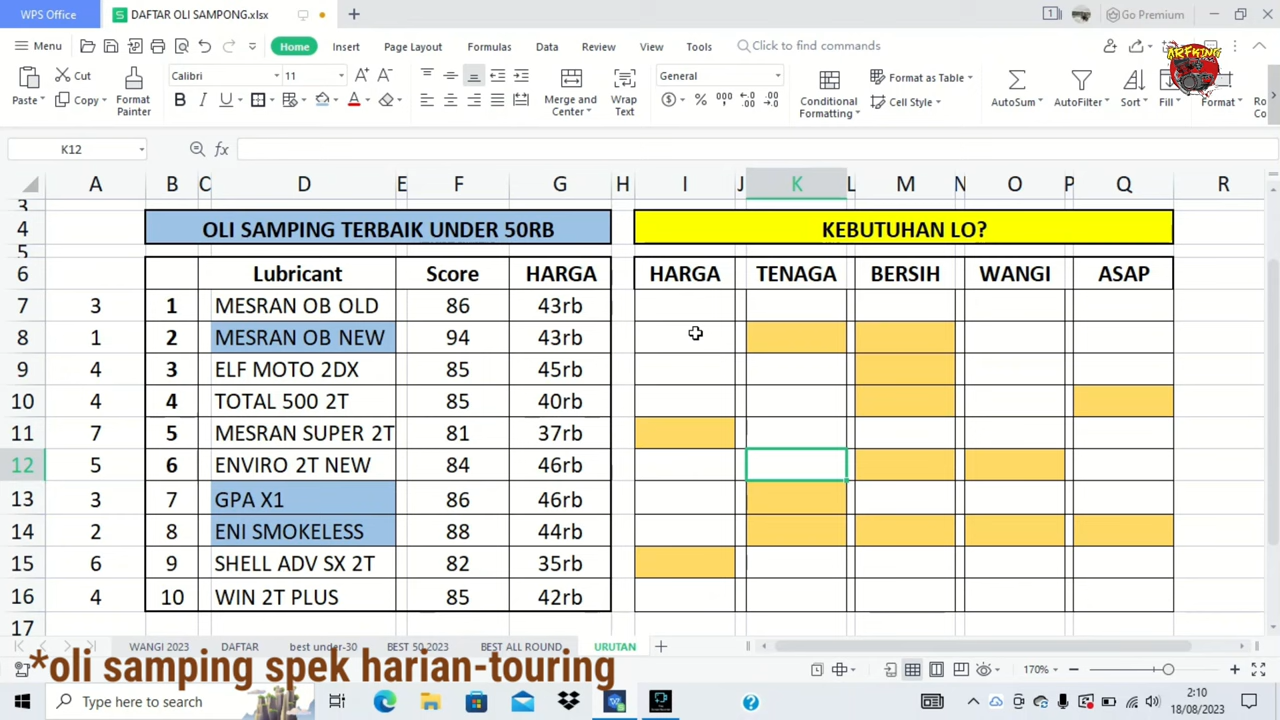 WPS Office
DAFTAR OLI SAMPONG.xlsx
Go Premium
Menu
Home
Insert
Page Layout
Formulas
Data
Review
View
Tools
Click to find commands
ARFKING
Cut
Calibri
11
General
Format as Table
Paste
Copy
Format Painter
B I U
Merge and Center
Wrap Text
Conditional Formatting
Cell Style
AutoSum
AutoFilter
Sort
Fill
Format
K12
fx
A B C D E F G H I J K L M N O P Q R
3
4 OLI SAMPING TERBAIK UNDER 50RB KEBUTUHAN LO?
5
6 Lubricant Score HARGA HARGA TENAGA BERSIH WANGI ASAP
7 3 1 MESRAN OB OLD 86 43rb
8 1 2 MESRAN OB NEW 94 43rb
9 4 3 ELF MOTO 2DX 85 45rb
10 4 4 TOTAL 500 2T 85 40rb
11 7 5 MESRAN SUPER 2T 81 37rb
12 5 6 ENVIRO 2T NEW 84 46rb
13 3 7 GPA X1 86 46rb
14 2 8 ENI SMOKELESS 88 44rb
15 6 9 SHELL ADV SX 2T 82 35rb
16 4 10 WIN 2T PLUS 85 42rb
17
WANGI 2023 DAFTAR best under-30 BEST 50 2023 BEST ALL ROUND URUTAN
*oli samping spek harian-touring
170%
Type here to search
2:10
18/08/2023